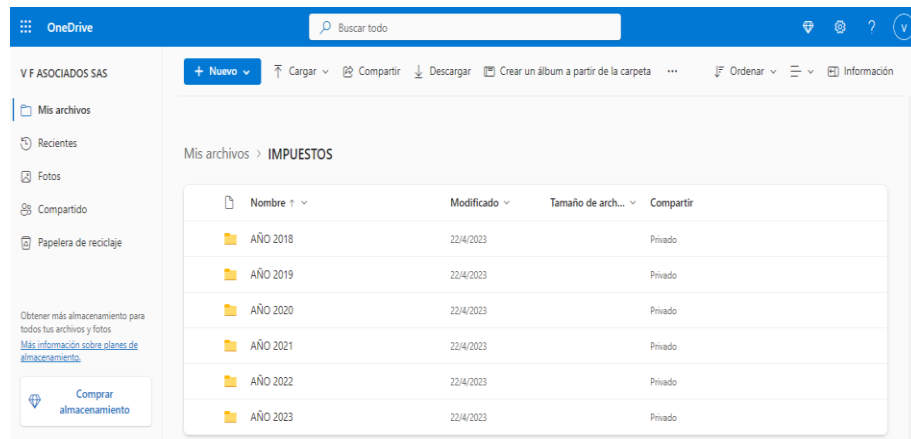 OneDrive
Buscar todo
?
V
V F ASOCIADOS SAS
Mis archivos
Recientes
Fotos
Compartido
Papelera de reciclaje
Obtener más almacenamiento para
todos tus archivos y fotos
Más información sobre planes de
almacenamiento.
Comprar
almacenamiento
+ Nuevo Cargar Compartir Descargar Crear un álbum a partir de la carpeta ... Ordenar Información
Mis archivos > IMPUESTOS
Nombre ↑ Modificado Tamaño de arch... Compartir
AÑO 2018 22/4/2023 Privado
AÑO 2019 22/4/2023 Privado
AÑO 2020 22/4/2023 Privado
AÑO 2021 22/4/2023 Privado
AÑO 2022 22/4/2023 Privado
AÑO 2023 22/4/2023 Privado